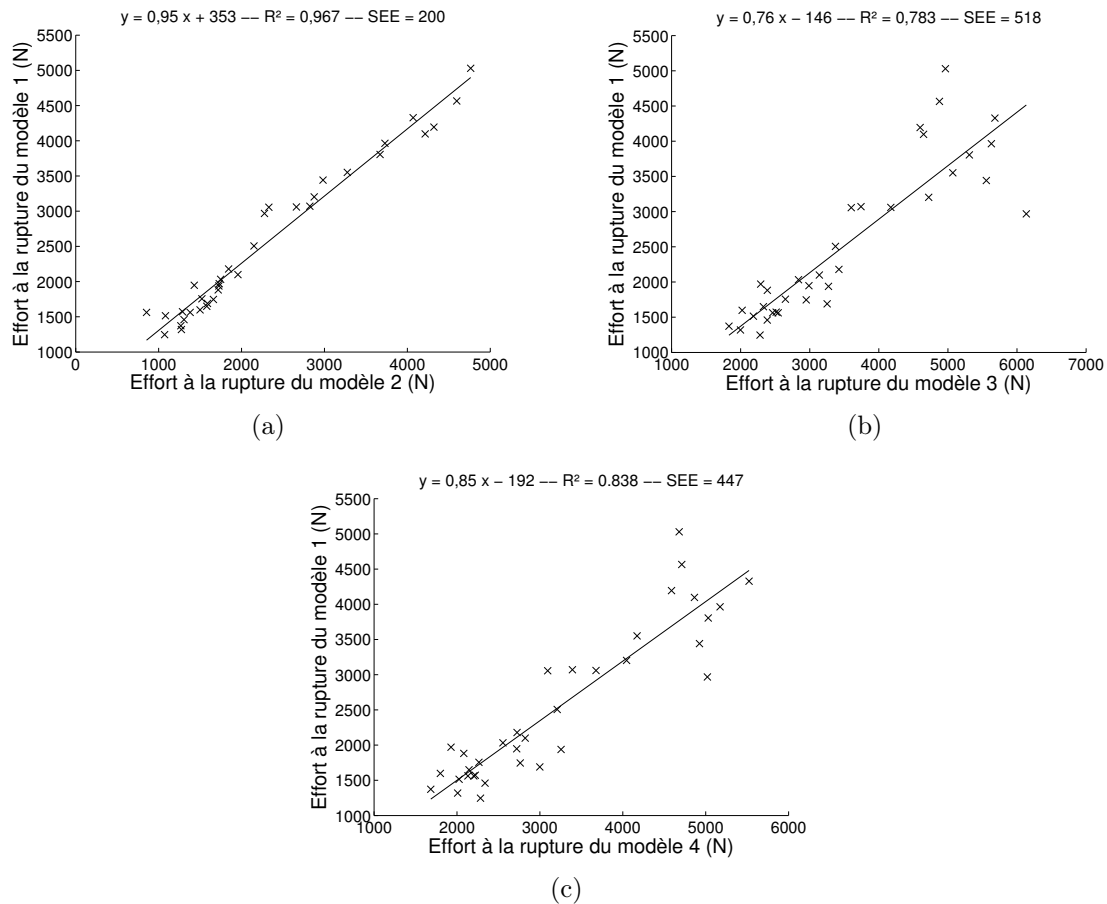 y = 0,95 x + 353 −− R² = 0,967 −− SEE = 200
5500
5000
4500
4000
3500
3000
2500
2000
1500
1000
0 1000 2000 3000 4000 5000
Effort à la rupture du modèle 1 (N)
Effort à la rupture du modèle 2 (N)
(a)
y = 0,76 x − 146 −− R² = 0,783 −− SEE = 518
5500
5000
4500
4000
3500
3000
2500
2000
1500
1000
1000 2000 3000 4000 5000 6000 7000
Effort à la rupture du modèle 1 (N)
Effort à la rupture du modèle 3 (N)
(b)
y = 0,85 x − 192 −− R² = 0.838 −− SEE = 447
5500
5000
4500
4000
3500
3000
2500
2000
1500
1000
1000 2000 3000 4000 5000 6000
Effort à la rupture du modèle 1 (N)
Effort à la rupture du modèle 4 (N)
(c)